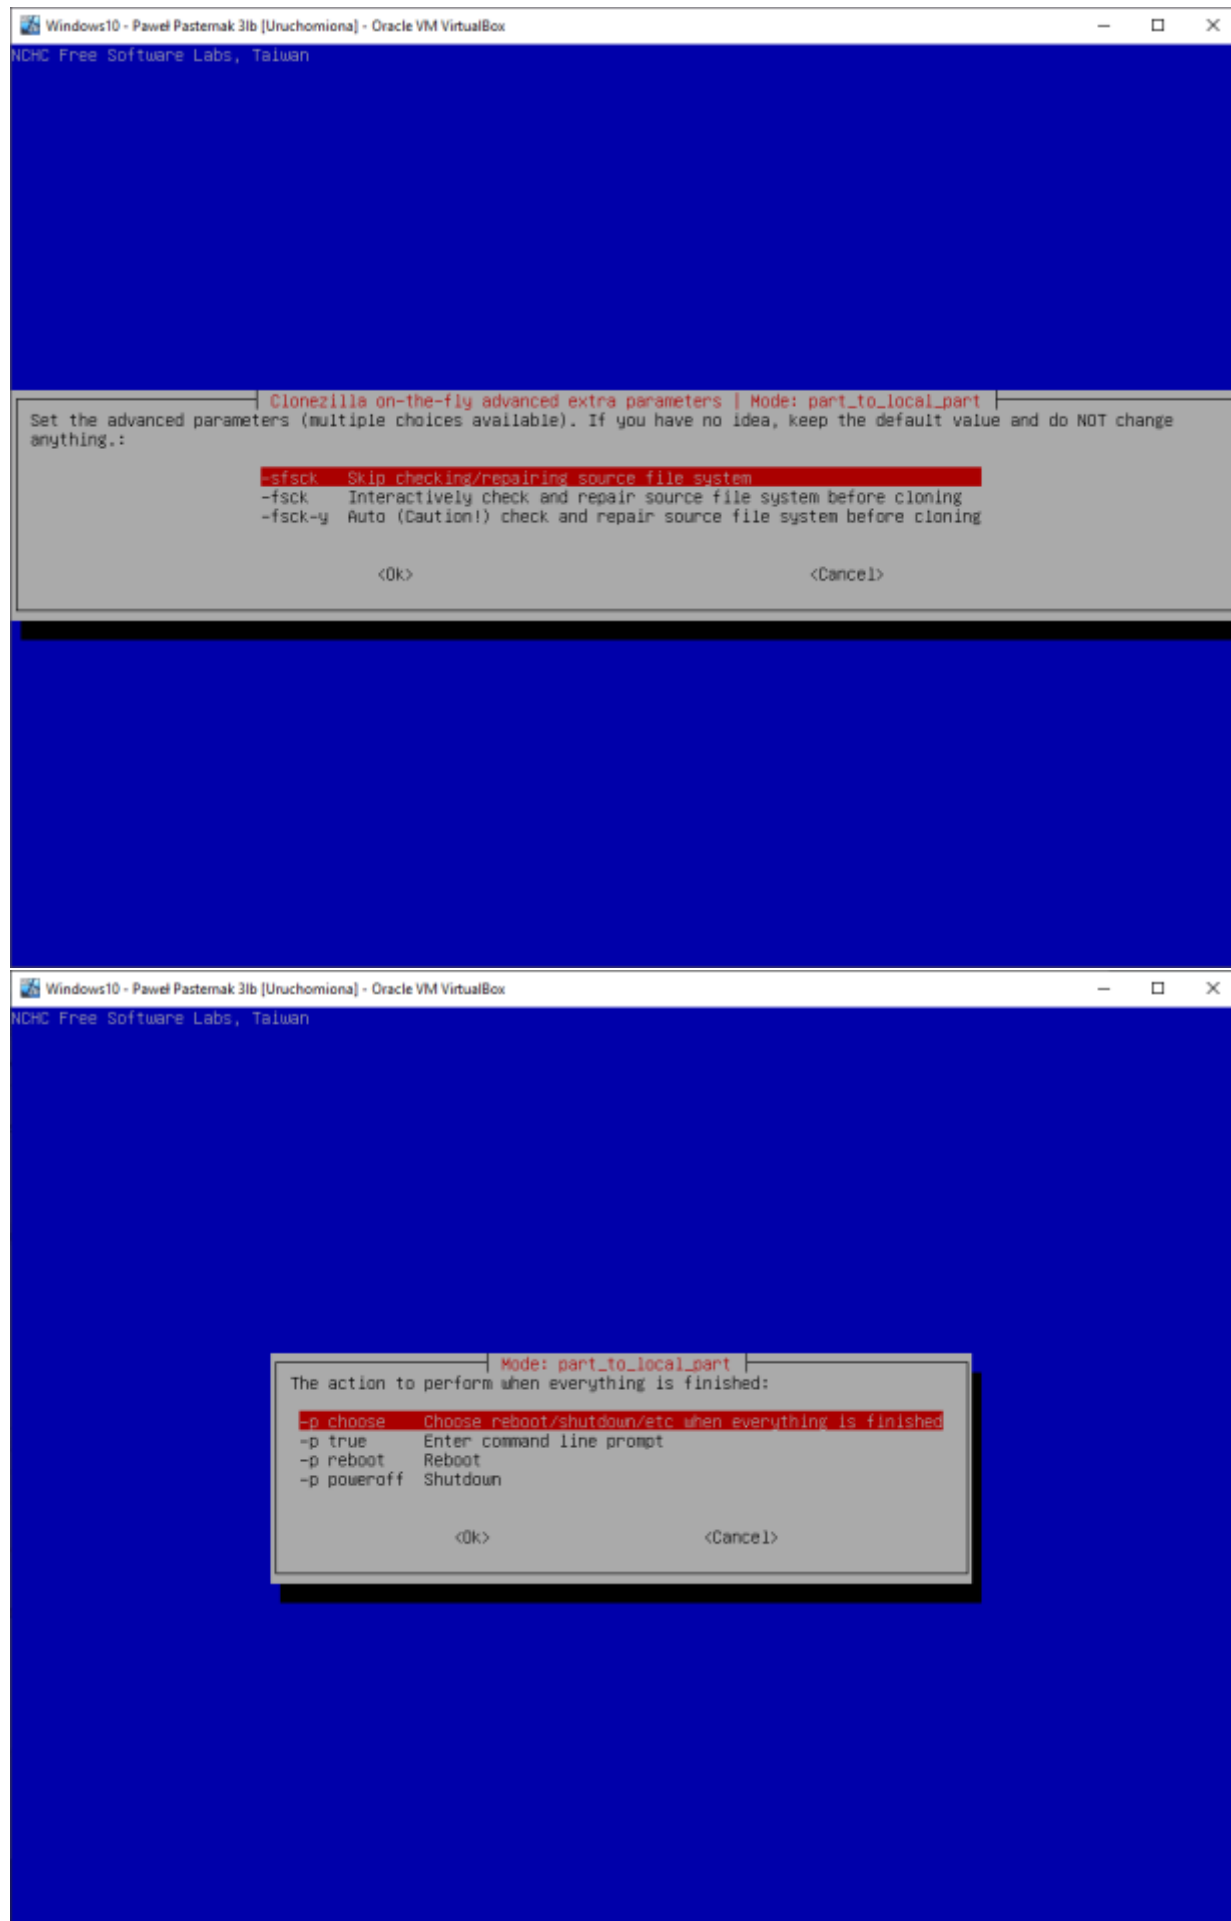 Windows10 - Paweł Pasternak 3lb [Uruchomiona] - Oracle VM VirtualBox
NCHC Free Software Labs, Taiwan
Clonezilla on-the-fly advanced extra parameters | Mode: part_to_local_part
Set the advanced parameters (multiple choices available). If you have no idea, keep the default value and do NOT change
anything.:
-sfsck Skip checking/repairing source file system
-fsck Interactively check and repair source file system before cloning
-fsck-y Auto (Caution!) check and repair source file system before cloning
<Ok> <Cancel>
Windows10 - Paweł Pasternak 3lb [Uruchomiona] - Oracle VM VirtualBox
NCHC Free Software Labs, Taiwan
Mode: part_to_local_part
The action to perform when everything is finished:
-p choose Choose reboot/shutdown/etc when everything is finished
-p true Enter command line prompt
-p reboot Reboot
-p poweroff Shutdown
<Ok> <Cancel>